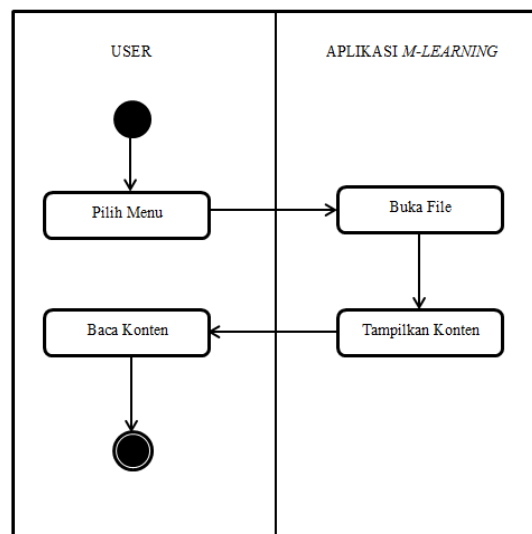 USER
APLIKASI M-LEARNING
Pilih Menu
Buka File
Baca Konten
Tampilkan Konten